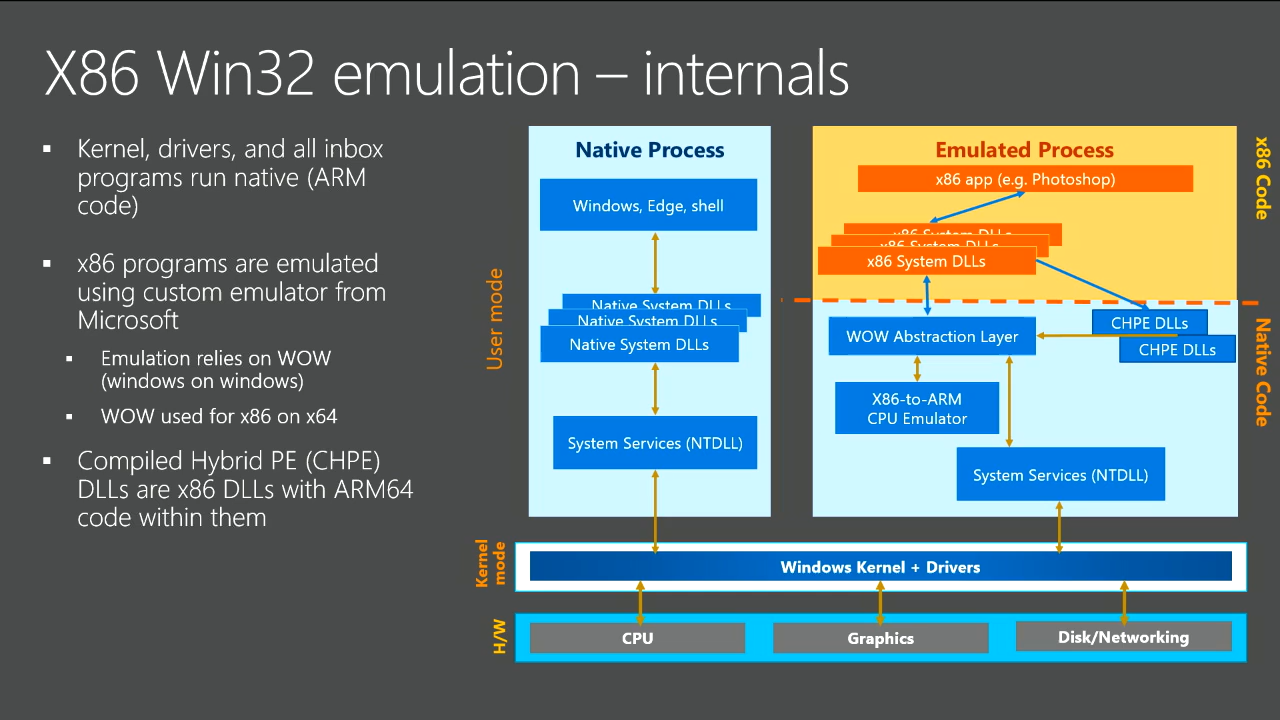 X86 Win32 emulation – internals
▪ Kernel, drivers, and all inbox
programs run native (ARM
code)
▪ x86 programs are emulated
using custom emulator from
Microsoft
▪ Emulation relies on WOW
(windows on windows)
▪ WOW used for x86 on x64
▪ Compiled Hybrid PE (CHPE)
DLLs are x86 DLLs with ARM64
code within them
User mode
Native Process
Windows, Edge, shell
Native System DLLs
Native System DLLs
Native System DLLs
System Services (NTDLL)
Emulated Process
x86 app (e.g. Photoshop)
x86 System DLLs
x86 System DLLs
x86 System DLLs
WOW Abstraction Layer
CHPE DLLs
CHPE DLLs
X86-to-ARM
CPU Emulator
System Services (NTDLL)
x86 Code
Native Code
Kernel
mode
Windows Kernel + Drivers
H/W
CPU
Graphics
Disk/Networking